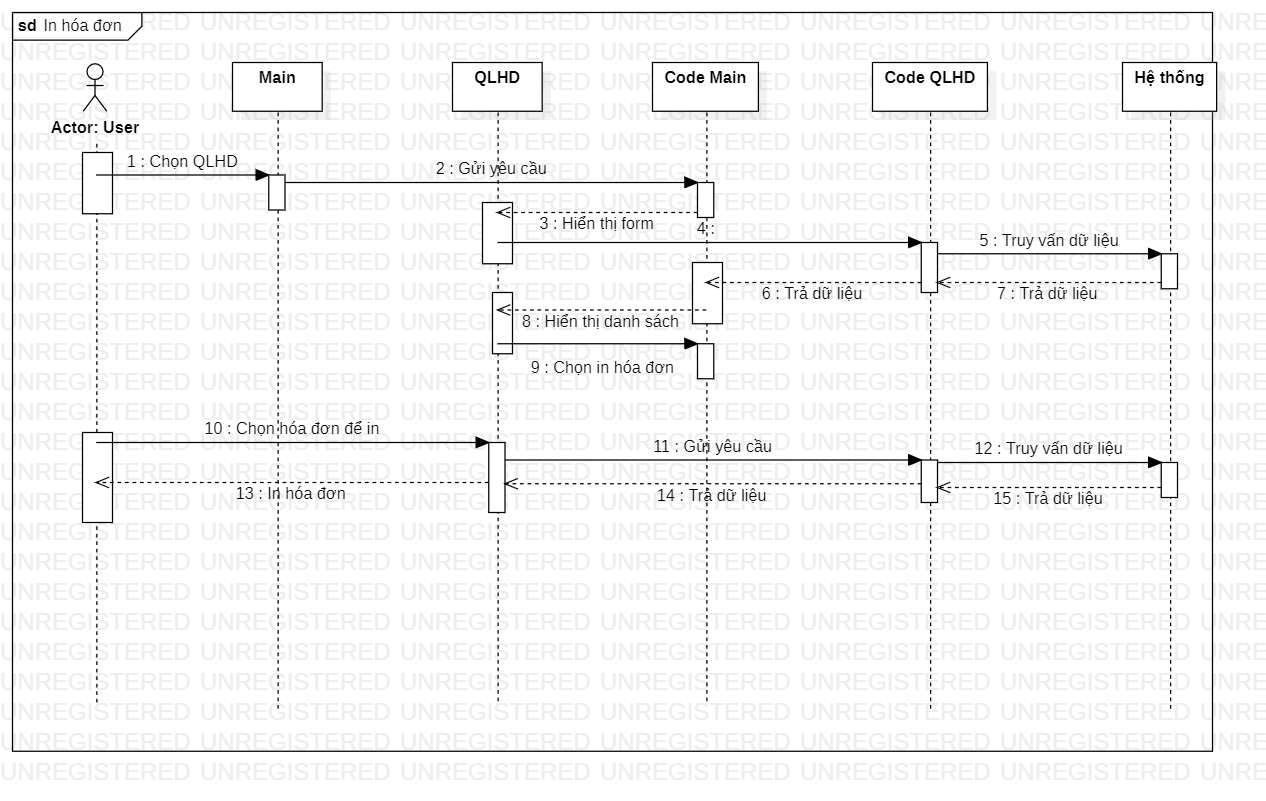 sd In hóa đơn
Main
QLHD
Code Main
Code QLHD
Hệ thống
Actor: User
1 : Chọn QLHD
2 : Gửi yêu cầu
3 : Hiển thị form
4 :
5 : Truy vấn dữ liệu
6 : Trả dữ liệu
7 : Trả dữ liệu
8 : Hiển thị danh sách
9 : Chọn in hóa đơn
10 : Chọn hóa đơn để in
11 : Gửi yêu cầu
12 : Truy vấn dữ liệu
13 : In hóa đơn
14 : Trả dữ liệu
15 : Trả dữ liệu
UNREGISTERED